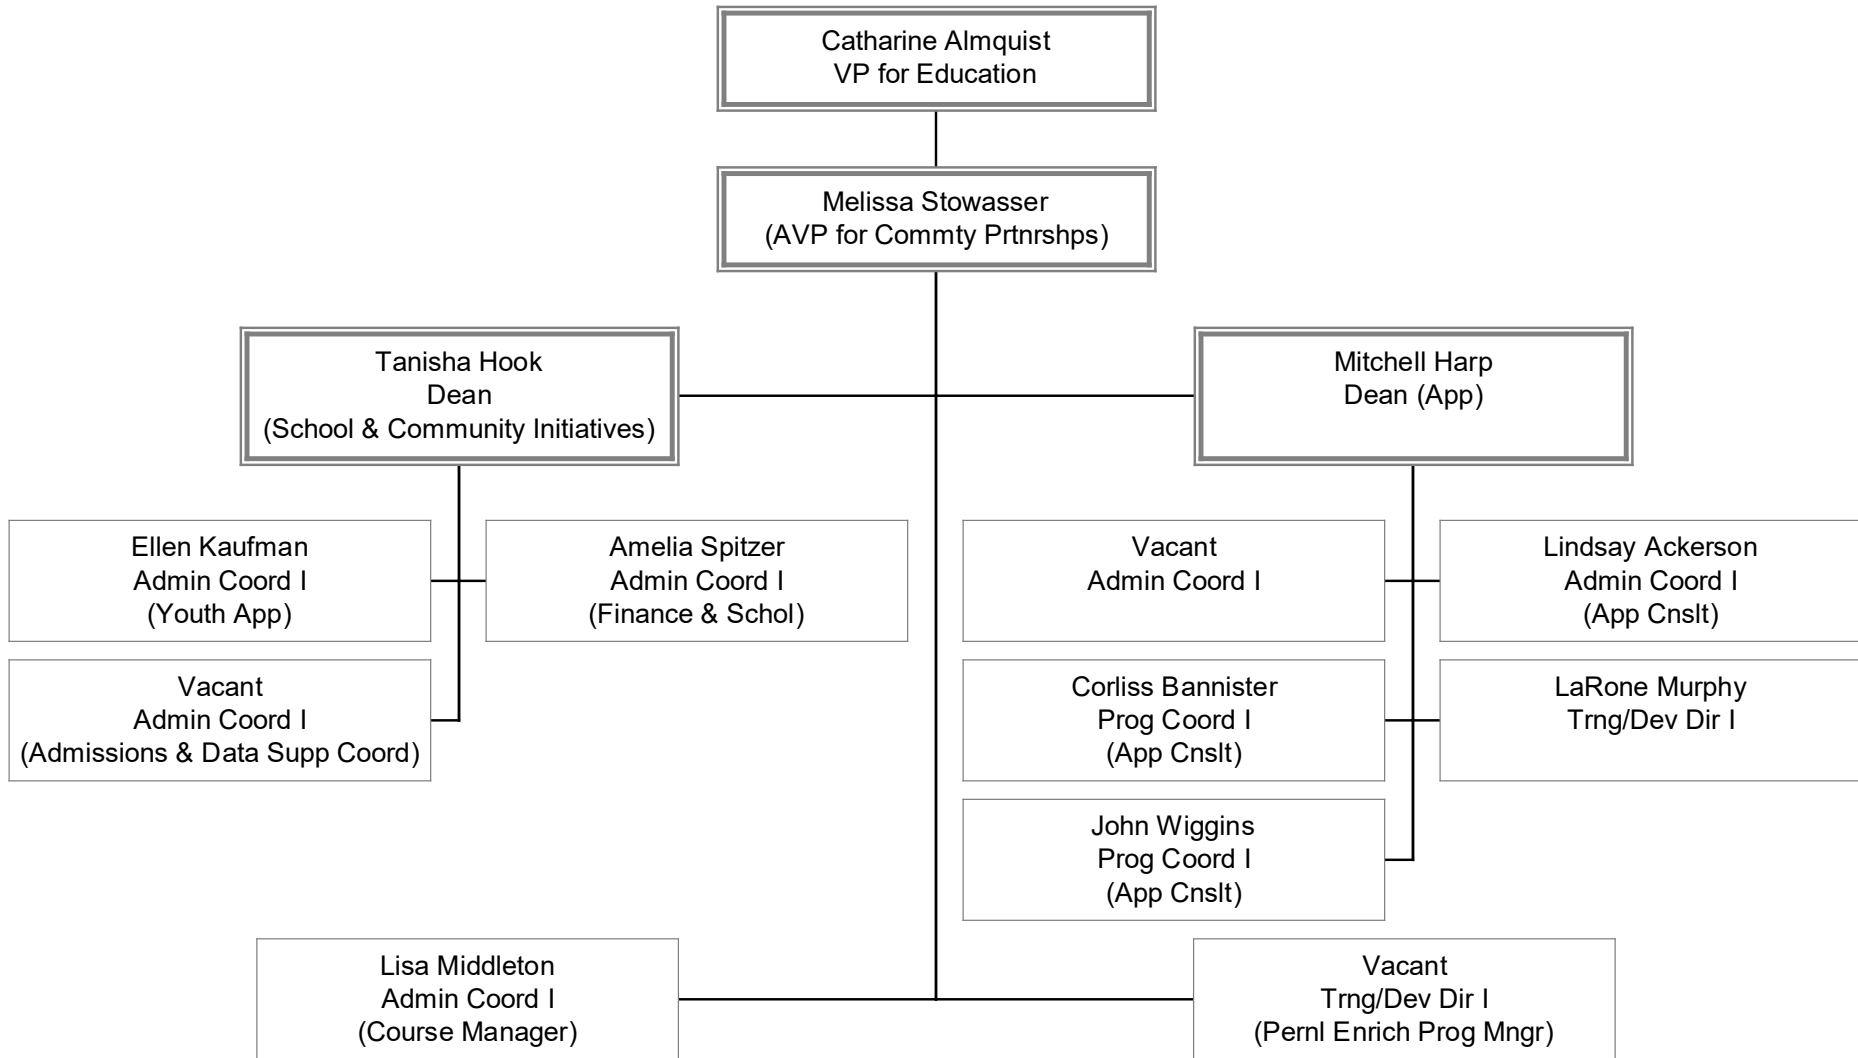 Catharine Almquist
VP for Education
Melissa Stowasser
(AVP for Commty Prtnrshps)
Tanisha Hook
Dean
(School & Community Initiatives)
Mitchell Harp
Dean (App)
Ellen Kaufman
Admin Coord I
(Youth App)
Amelia Spitzer
Admin Coord I
(Finance & Schol)
Vacant
Admin Coord I
Lindsay Ackerson
Admin Coord I
(App Cnslt)
Vacant
Admin Coord I
(Admissions & Data Supp Coord)
Corliss Bannister
Prog Coord I
(App Cnslt)
LaRone Murphy
Trng/Dev Dir I
John Wiggins
Prog Coord I
(App Cnslt)
Lisa Middleton
Admin Coord I
(Course Manager)
Vacant
Trng/Dev Dir I
(Pernl Enrich Prog Mngr)